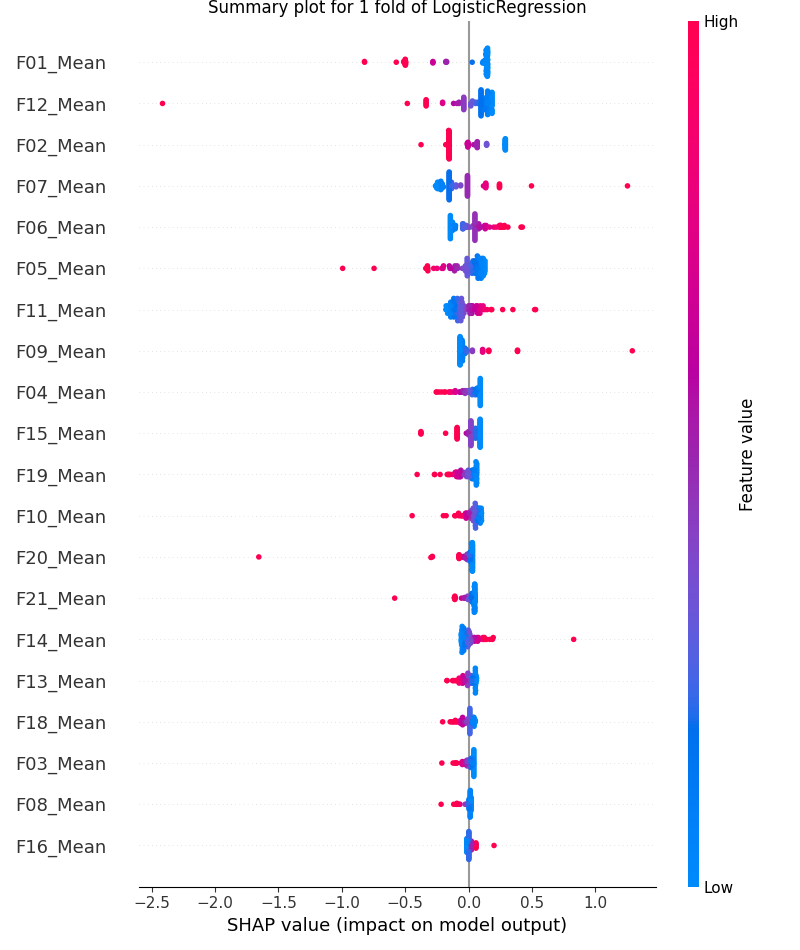 Summary plot for 1 fold of LogisticRegression
High
F01_Mean
F12_Mean
F02_Mean
F07_Mean
F06_Mean
F05_Mean
F11_Mean
F09_Mean
F04_Mean
F15_Mean
F19_Mean
F10_Mean
F20_Mean
F21_Mean
F14_Mean
F13_Mean
F18_Mean
F03_Mean
F08_Mean
F16_Mean
Feature value
Low
−2.5 −2.0 −1.5 −1.0 −0.5 0.0 0.5 1.0
SHAP value (impact on model output)